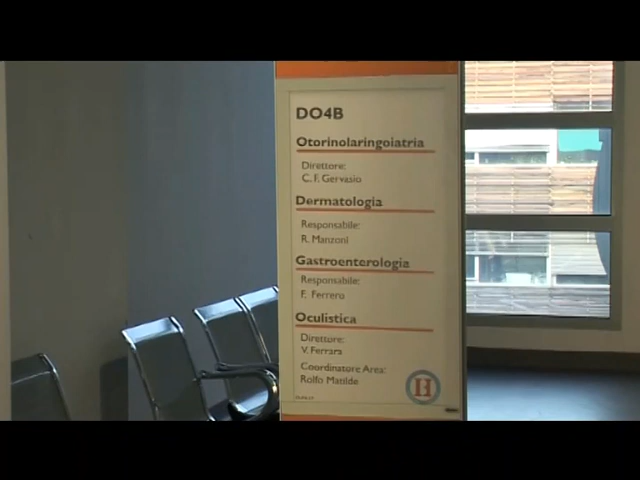 DO4B
Otorinolaringoiatria
Direttore:
C. F. Gervasio
Dermatologia
Responsabile:
R. Manzoni
Gastroenterologia
Responsabile:
F. Ferrero
Oculistica
Direttore:
V. Ferrara
Coordinatore Area:
Rolfo Matilde
H